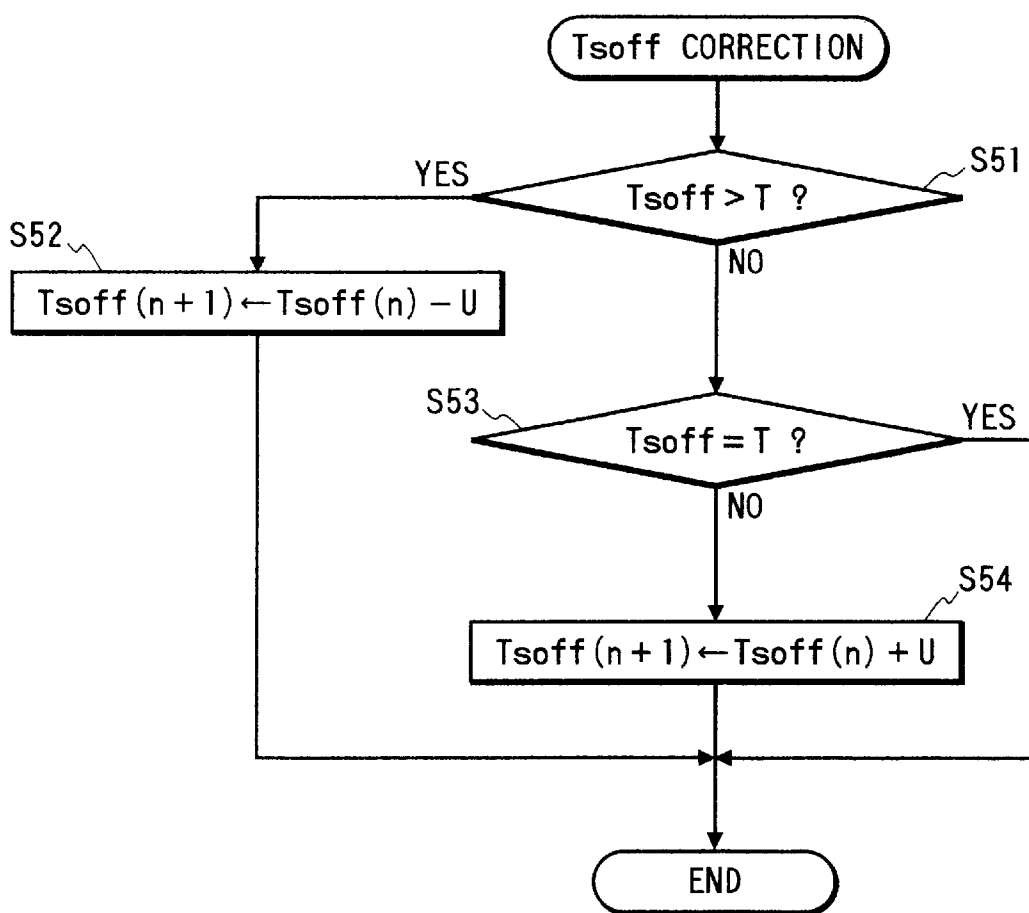 Tsoff CORRECTION
S51
YES
Tsoff > T ?
NO
S52
Tsoff(n+1)←Tsoff(n)−U
S53
YES
Tsoff = T ?
NO
S54
Tsoff(n+1)←Tsoff(n)+U
END